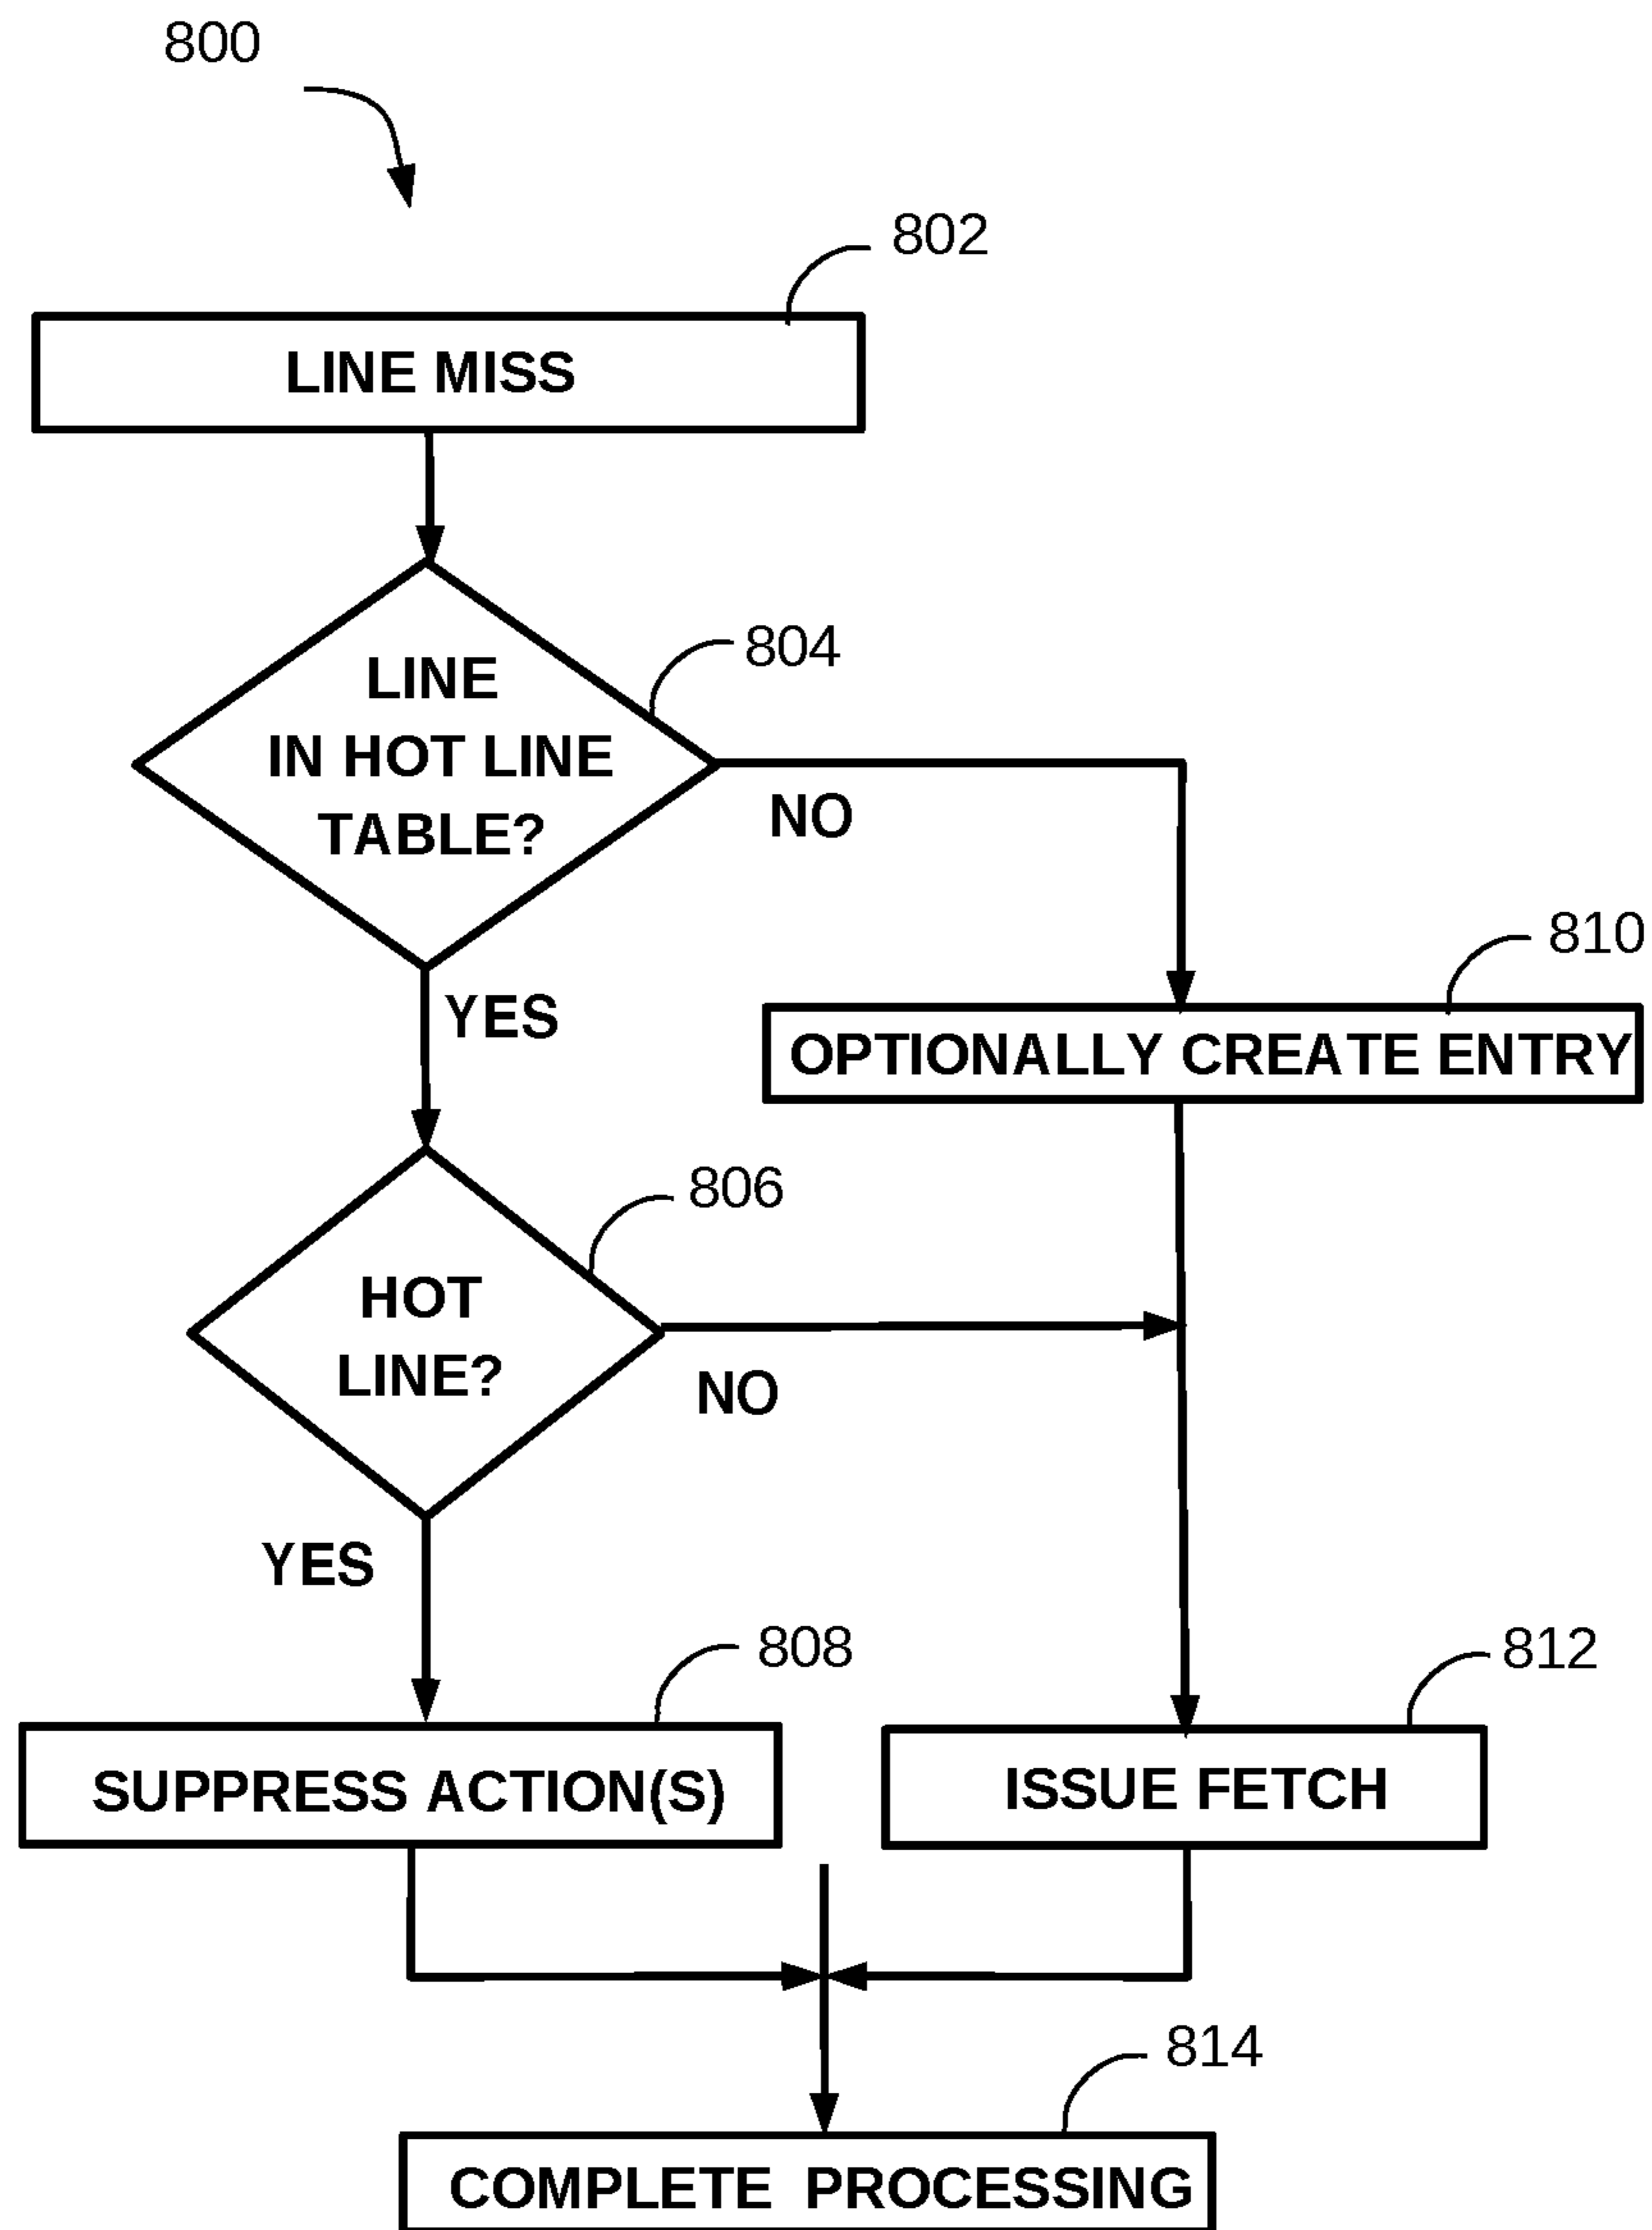 800
802
LINE MISS
804
LINE
IN HOT LINE
TABLE?
NO
YES
810
OPTIONALLY CREATE ENTRY
806
HOT
LINE?
NO
YES
808
SUPPRESS ACTION(S)
812
ISSUE FETCH
814
COMPLETE PROCESSING